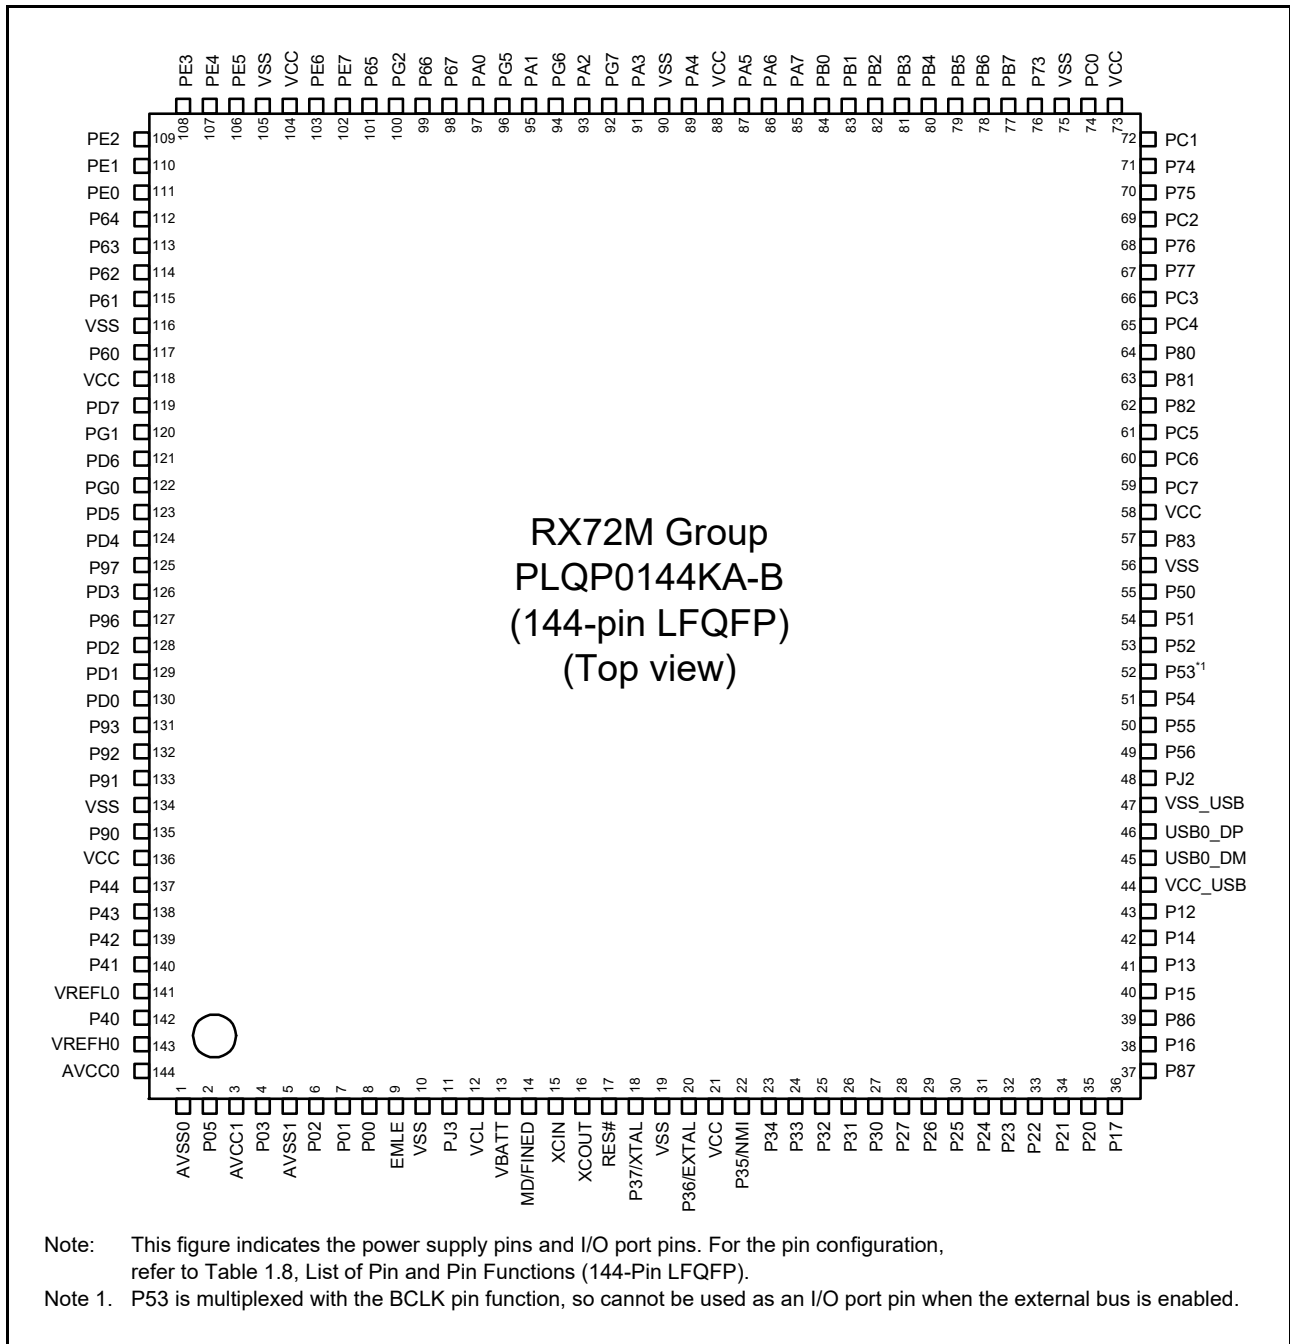 PE3 PE4 PE5 VSS VCC PE6 PE7 P65 PG2 P66 P67 PA0 PG5 PA1 PG6 PA2 PG7 PA3 VSS PA4 VCC PA5 PA6 PA7 PB0 PB1 PB2 PB3 PB4 PB5 PB6 PB7 P73 VSS PC0 VCC
108 107 106 105 104 103 102 101 100 99 98 97 96 95 94 93 92 91 90 89 88 87 86 85 84 83 82 81 80 79 78 77 76 75 74 73
PE2 109 72 PC1
PE1 110 71 P74
PE0 111 70 P75
P64 112 69 PC2
P63 113 68 P76
P62 114 67 P77
P61 115 66 PC3
VSS 116 65 PC4
P60 117 64 P80
VCC 118 63 P81
PD7 119 62 P82
PG1 120 61 PC5
PD6 121 60 PC6
PG0 122 59 PC7
PD5 123 58 VCC
PD4 124 57 P83
P97 125 56 VSS
PD3 126 55 P50
P96 127 54 P51
PD2 128 53 P52
PD1 129 52 P53*1
PD0 130 51 P54
P93 131 50 P55
P92 132 49 P56
P91 133 48 PJ2
VSS 134 47 VSS_USB
P90 135 46 USB0_DP
VCC 136 45 USB0_DM
P44 137 44 VCC_USB
P43 138 43 P12
P42 139 42 P14
P41 140 41 P13
VREFL0 141 40 P15
P40 142 39 P86
VREFH0 143 38 P16
AVCC0 144 37 P87
RX72M Group
PLQP0144KA-B
(144-pin LFQFP)
(Top view)
1 2 3 4 5 6 7 8 9 10 11 12 13 14 15 16 17 18 19 20 21 22 23 24 25 26 27 28 29 30 31 32 33 34 35 36
AVSS0 P05 AVCC1 P03 AVSS1 P02 P01 P00 EMLE VSS PJ3 VCL VBATT MD/FINED XCIN XCOUT RES# P37/XTAL VSS P36/EXTAL VCC P35/NMI P34 P33 P32 P31 P30 P27 P26 P25 P24 P23 P22 P21 P20 P17
Note: This figure indicates the power supply pins and I/O port pins. For the pin configuration,
refer to Table 1.8, List of Pin and Pin Functions (144-Pin LFQFP).
Note 1. P53 is multiplexed with the BCLK pin function, so cannot be used as an I/O port pin when the external bus is enabled.